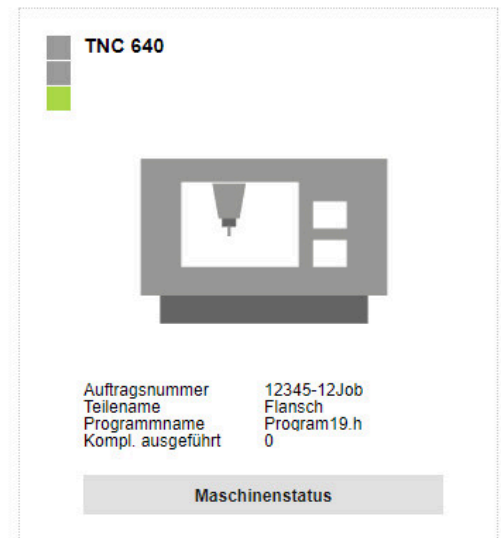 TNC 640
Auftragsnummer 12345-12Job
Teilename Flansch
Programmname Program19.h
Kompl. ausgeführt 0
Maschinenstatus